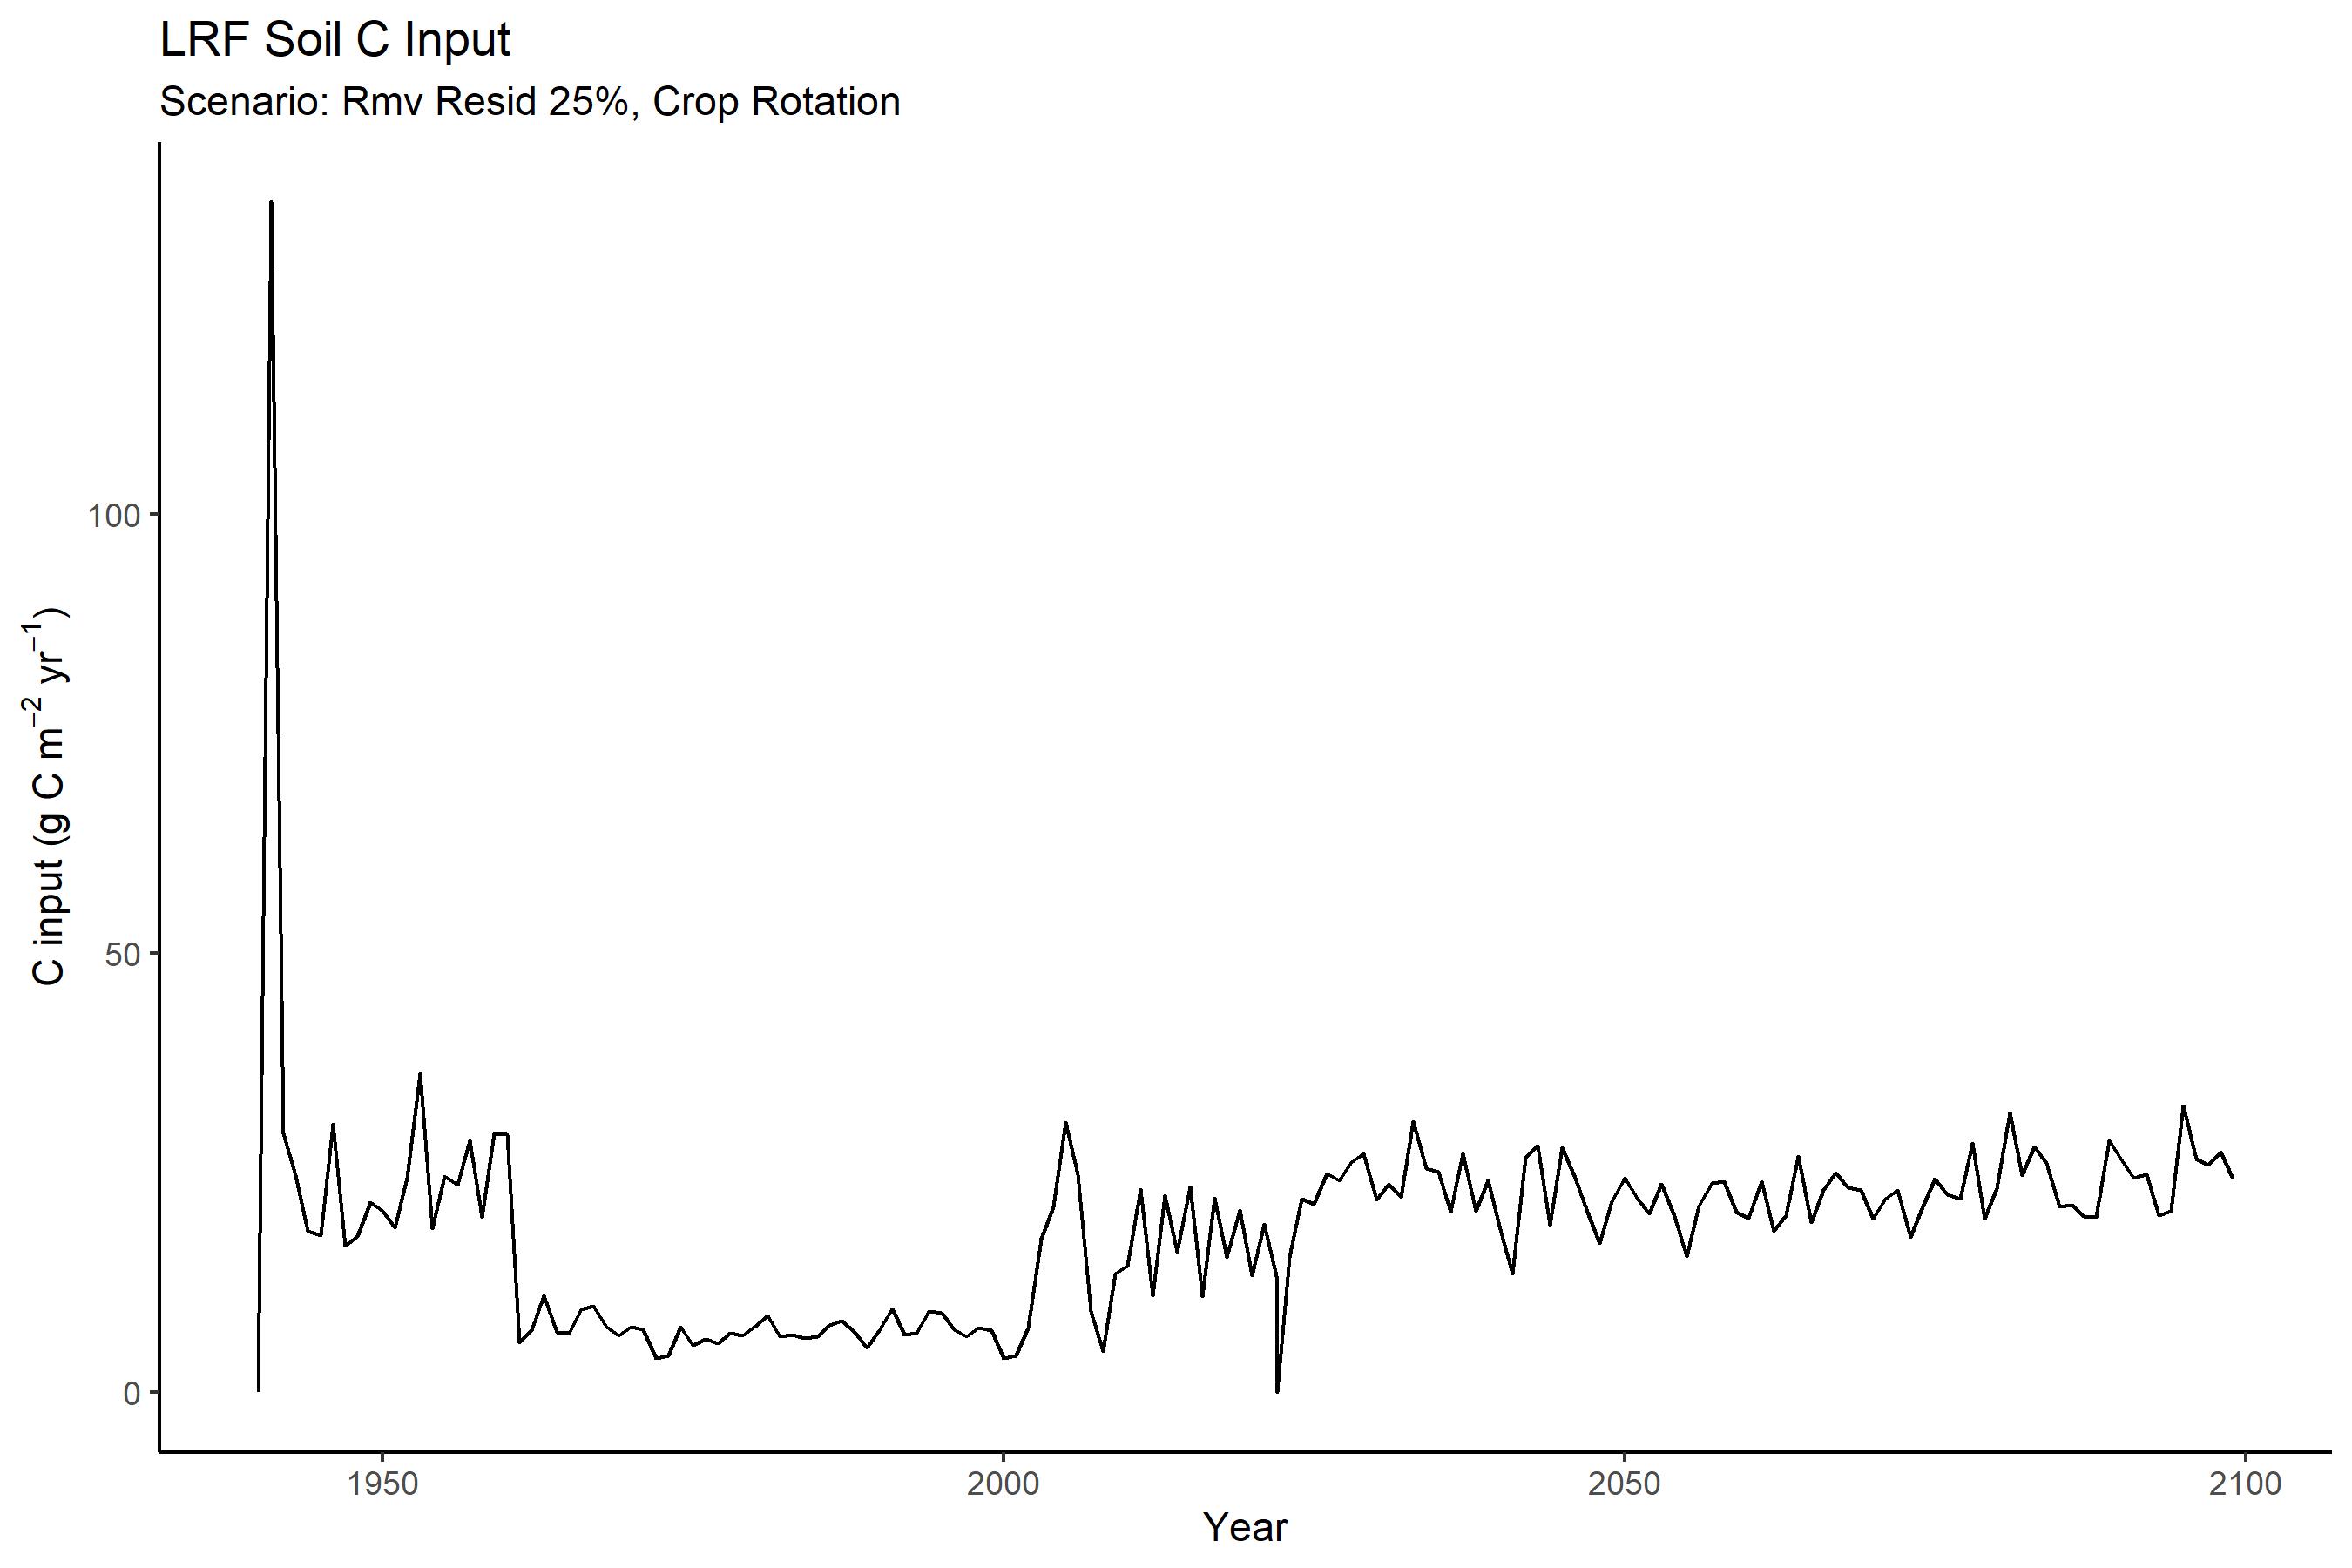 LRF Soil C Input
Scenario: Rmv Resid 25%, Crop Rotation
C input (g C m⁻² yr⁻¹)
100
50
0
1950
2000
2050
2100
Year